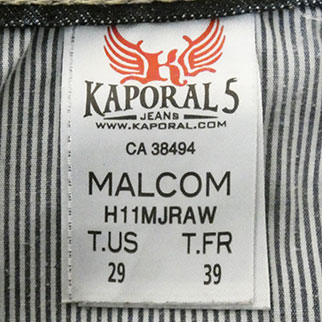 K
KAPORAL 5
JEANS
WWW.KAPORAL.COM
CA 38494
MALCOM
H11MJRAW
T.US T.FR
29 39